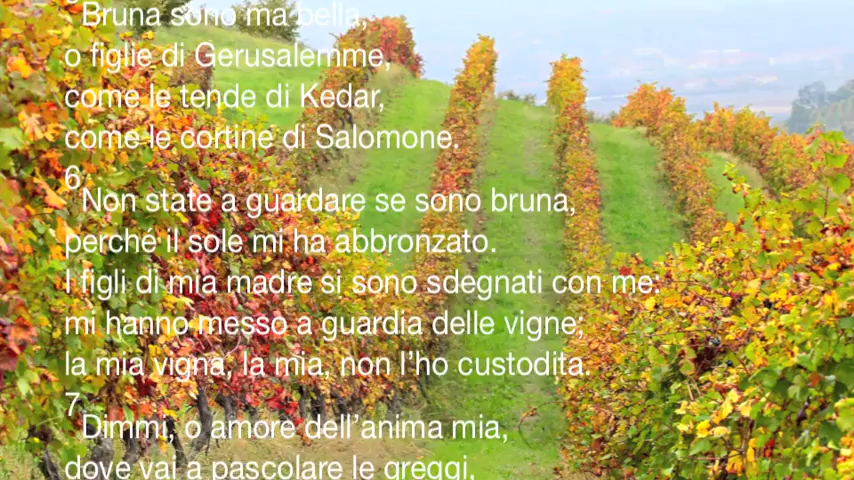 Bruna sono ma bella,
o figlie di Gerusalemme,
come le tende di Kedar,
come le cortine di Salomone.
6
Non state a guardare se sono bruna,
perché il sole mi ha abbronzato.
I figli di mia madre si sono sdegnati con me:
mi hanno messo a guardia delle vigne;
la mia vigna, la mia, non l’ho custodita.
7
Dimmi, o amore dell’anima mia,
dove vai a pascolare le greggi,